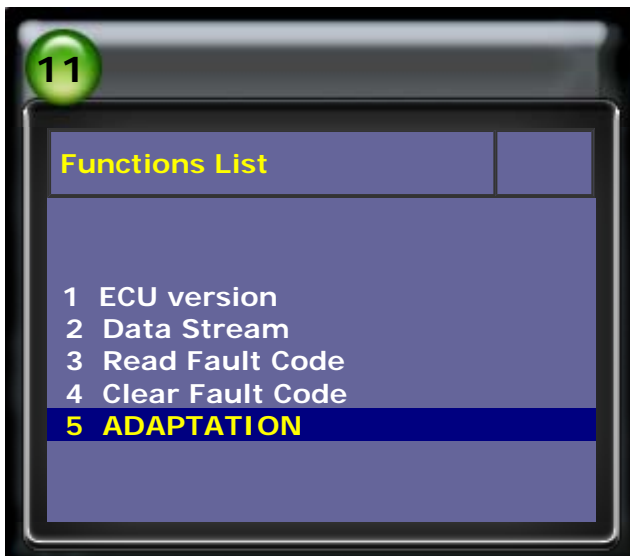 11
Functions List
1 ECU version
2 Data Stream
3 Read Fault Code
4 Clear Fault Code
5 ADAPTATION